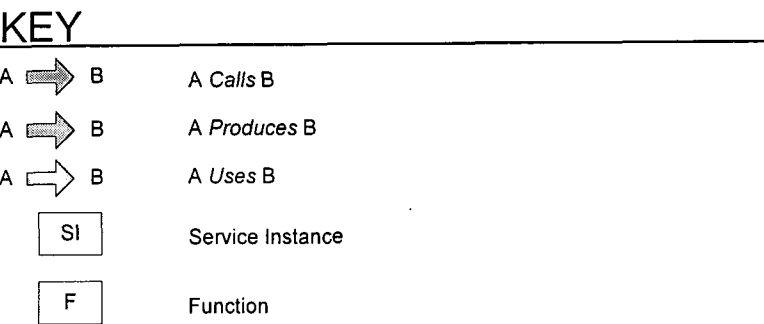 KEY
A B A Calls B
A B A Produces B
A B A Uses B
SI Service Instance
F Function